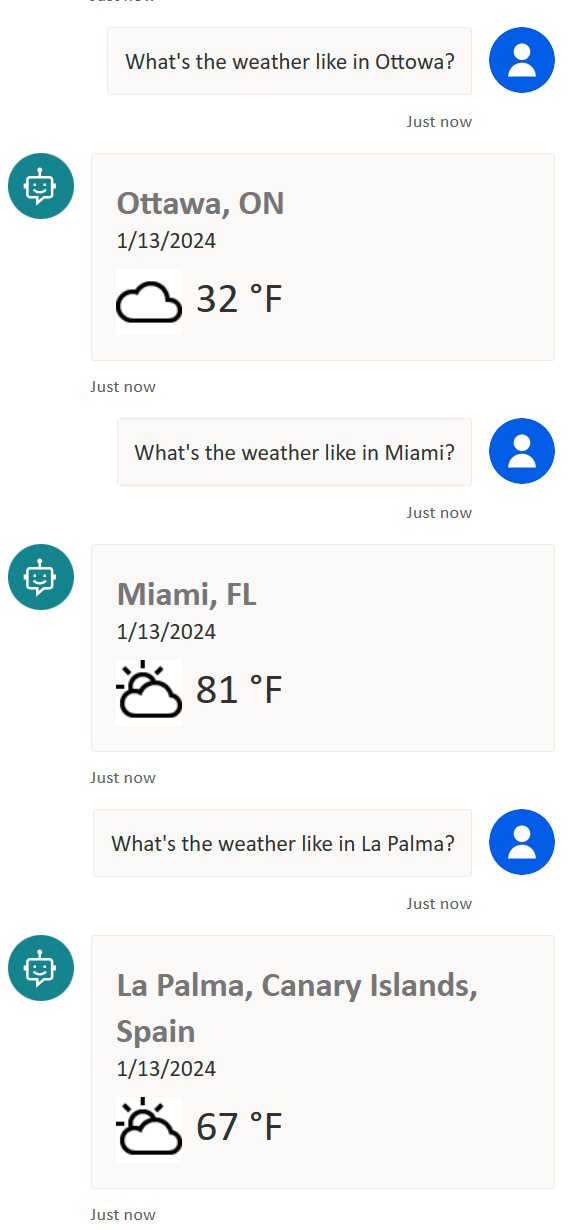 Just now
What's the weather like in Ottowa?
Just now
Ottawa, ON
1/13/2024
32 °F
Just now
What's the weather like in Miami?
Just now
Miami, FL
1/13/2024
81 °F
Just now
What's the weather like in La Palma?
Just now
La Palma, Canary Islands,
Spain
1/13/2024
67 °F
Just now